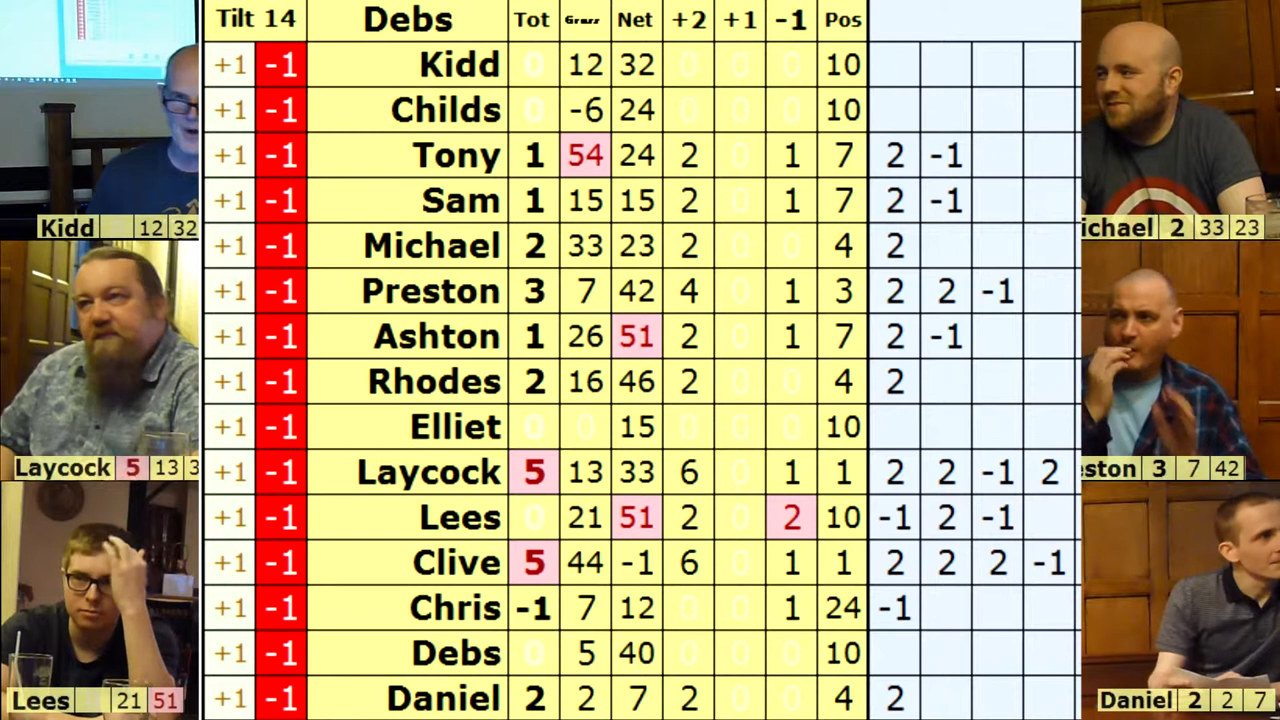 Tilt 14 Debs Tot Gross Net +2 +1 -1 Pos
+1 -1 Kidd 0 12 32 0 0 0 10
+1 -1 Childs 0 -6 24 0 0 0 10
+1 -1 Tony 1 54 24 2 0 1 7 2 -1
+1 -1 Sam 1 15 15 2 0 1 7 2 -1
+1 -1 Michael 2 33 23 2 0 0 4 2
+1 -1 Preston 3 7 42 4 0 1 3 2 2 -1
+1 -1 Ashton 1 26 51 2 0 1 7 2 -1
+1 -1 Rhodes 2 16 46 2 0 0 4 2
+1 -1 Elliet 0 0 15 0 0 0 10
+1 -1 Laycock 5 13 33 6 0 1 1 2 2 -1 2
+1 -1 Lees 0 21 51 2 0 2 10 -1 2 -1
+1 -1 Clive 5 44 -1 6 0 1 1 2 2 2 -1
+1 -1 Chris -1 7 12 0 0 1 24 -1
+1 -1 Debs 0 5 40 0 0 0 10
+1 -1 Daniel 2 2 7 2 0 0 4 2
Kidd 12 32
Laycock 5 13 3
Lees 21 51
ichael 2 33 23
ston 3 7 42
Daniel 2 2 7